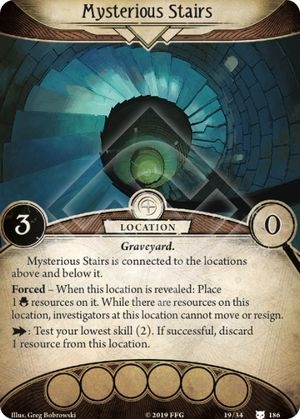 Mysterious Stairs
3
LOCATION
0
Graveyard.
Mysterious Stairs is connected to the locations
above and below it.
Forced – When this location is revealed: Place
1 resources on it. While there are resources on this
location, investigators at this location cannot move or resign.
: Test your lowest skill (2). If successful, discard
1 resource from this location.
Illus. Greg Bobrowski
© 2019 FFG
19/34
186